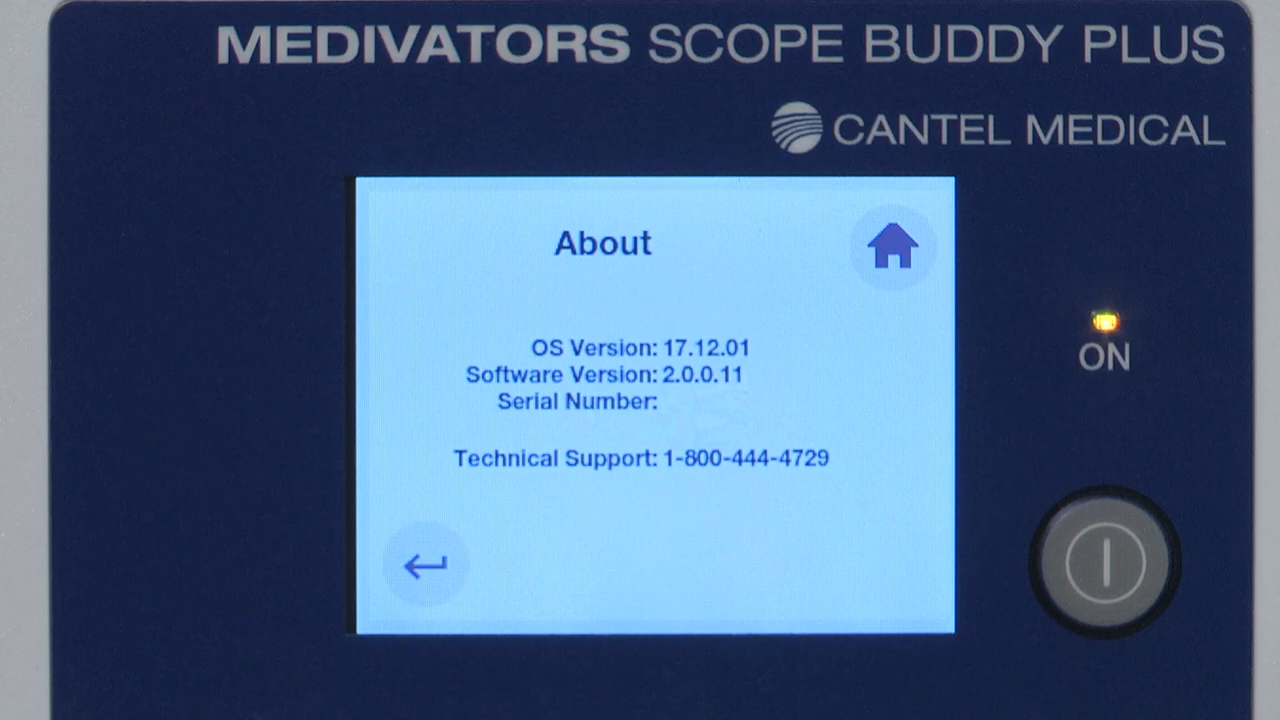 MEDIVATORS SCOPE BUDDY PLUS
CANTEL MEDICAL
About
OS Version: 17.12.01
Software Version: 2.0.0.11
Serial Number:
Technical Support: 1-800-444-4729
ON